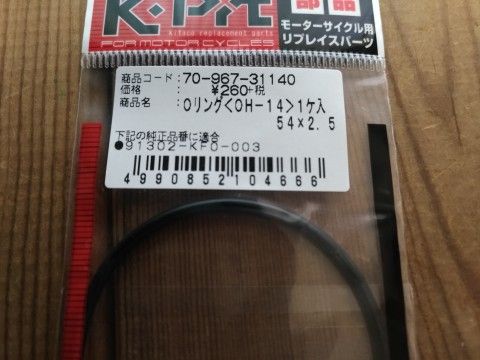 K·Pit
部品
kitaco replacement parts
モーターサイクル用
FOR MOTOR CYCLES
リプレイスパーツ
商品コード:70-967-31140
価格 : ¥260+税
商品名 :Oリング<OH-14>1ケ入
54×2.5
下記の純正品番に適合
●91302-KF0-003
4990852104666